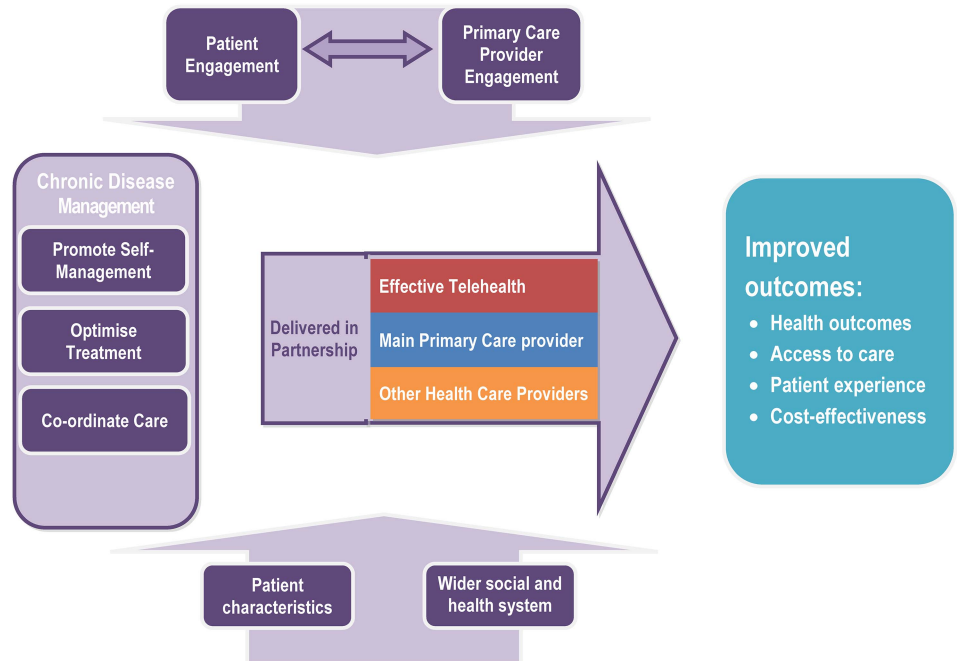 Patient
Engagement
Primary Care
Provider
Engagement
Chronic Disease
Management
Promote Self-
Management
Optimise
Treatment
Co-ordinate Care
Delivered in
Partnership
Effective Telehealth
Main Primary Care provider
Other Health Care Providers
Improved
outcomes:
• Health outcomes
• Access to care
• Patient experience
• Cost-effectiveness
Patient
characteristics
Wider social and
health system